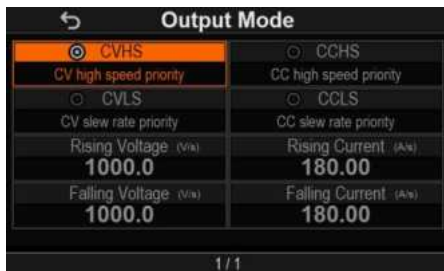 Output Mode
CVHS
CV high speed priority
CCHS
CC high speed priority
CVLS
CV slew rate priority
CCLS
CC slew rate priority
Rising Voltage (V/s)
1000.0
Rising Current (A/s)
180.00
Falling Voltage (V/s)
1000.0
Falling Current (A/s)
180.00
1/1